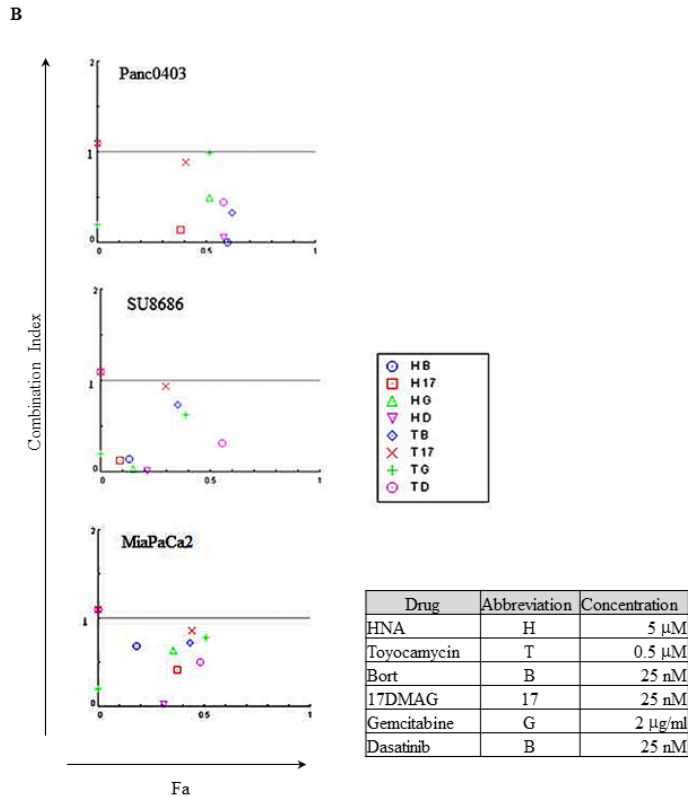 B
Panc0403
2
1
0
0
0.5
1
SU8686
2
1
0
0
0.5
1
MiaPaCa2
2
1
0
0
0.5
1
Combination Index
Fa
HB
H17
HG
HD
TB
T17
TG
TD
Drug Abbreviation Concentration
HNA H 5 µM
Toyocamycin T 0.5 µM
Bort B 25 nM
17DMAG 17 25 nM
Gemcitabine G 2 µg/ml
Dasatinib B 25 nM